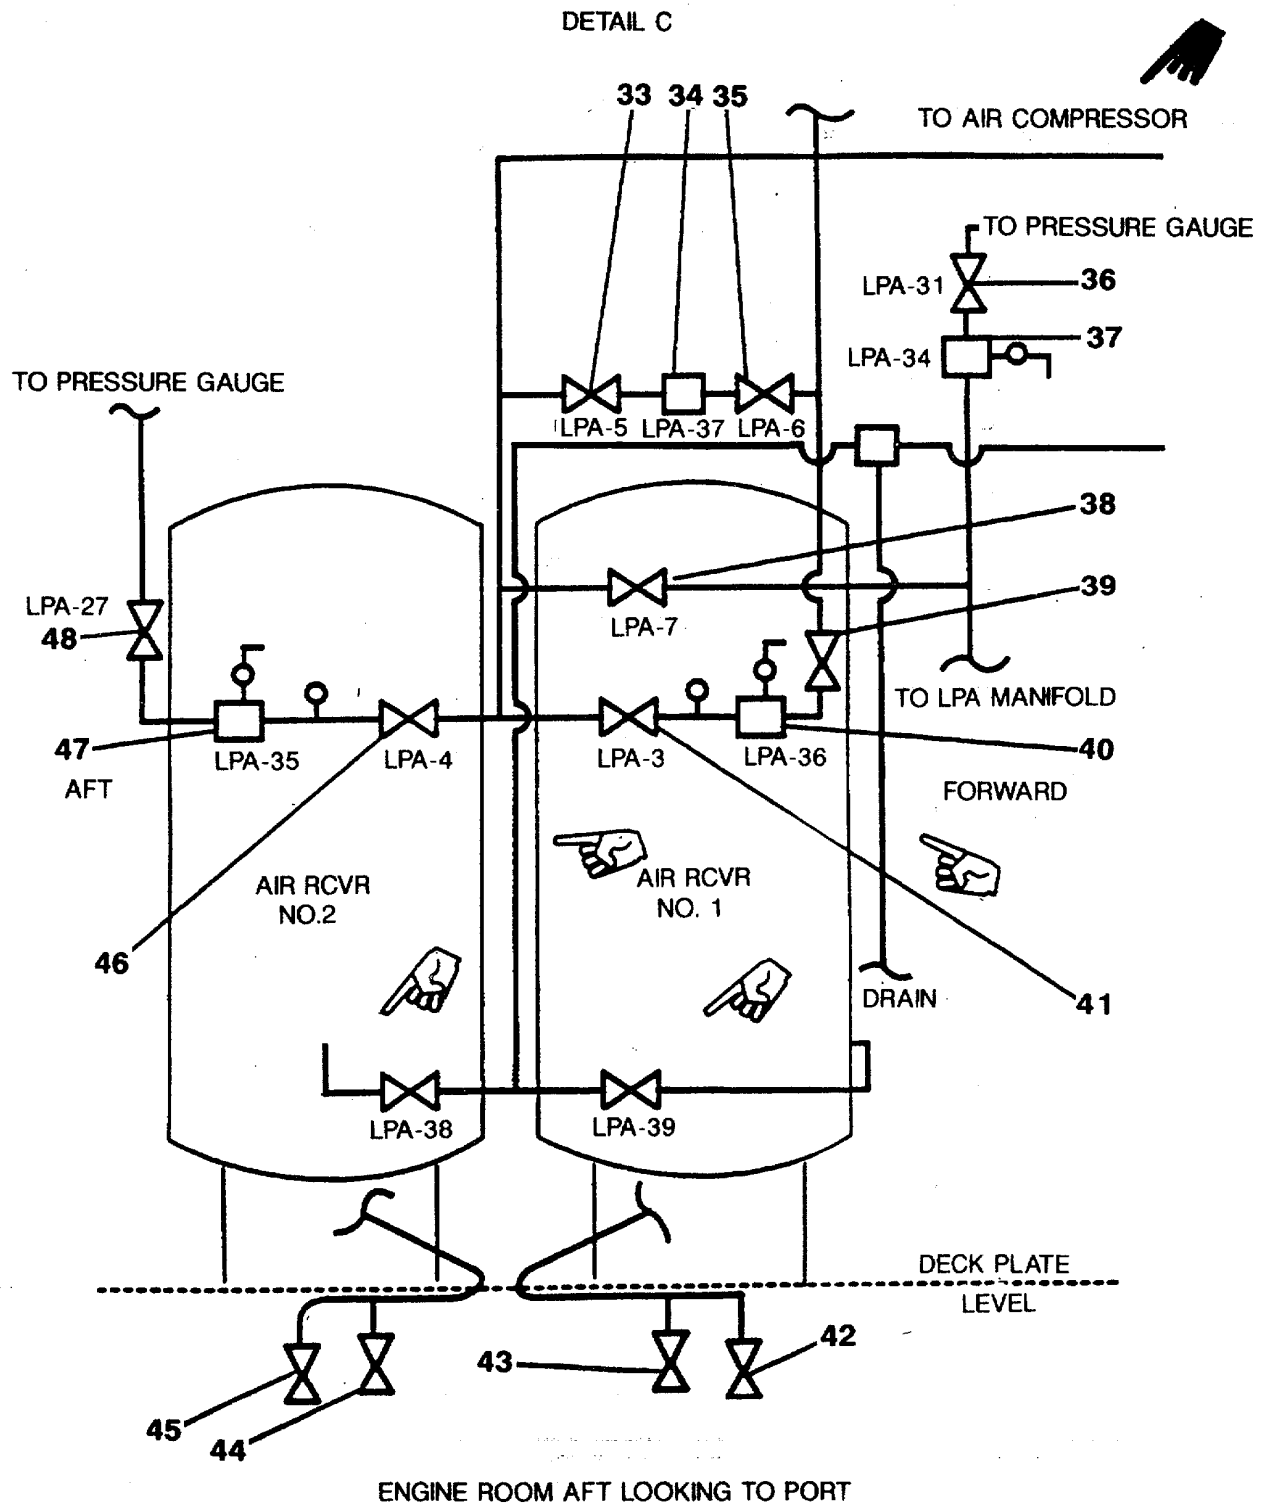 DETAIL C
33 34 35
TO AIR COMPRESSOR
TO PRESSURE GAUGE
LPA-31
36
37
LPA-34
TO PRESSURE GAUGE
LPA-5 LPA-37 LPA-6
38
39
LPA-27
48
LPA-7
TO LPA MANIFOLD
47
LPA-35
LPA-4
LPA-3
LPA-36
40
AFT
FORWARD
AIR RCVR
NO.2
AIR RCVR
NO. 1
46
DRAIN
41
LPA-38
LPA-39
DECK PLATE
LEVEL
42
43
45
44
ENGINE ROOM AFT LOOKING TO PORT